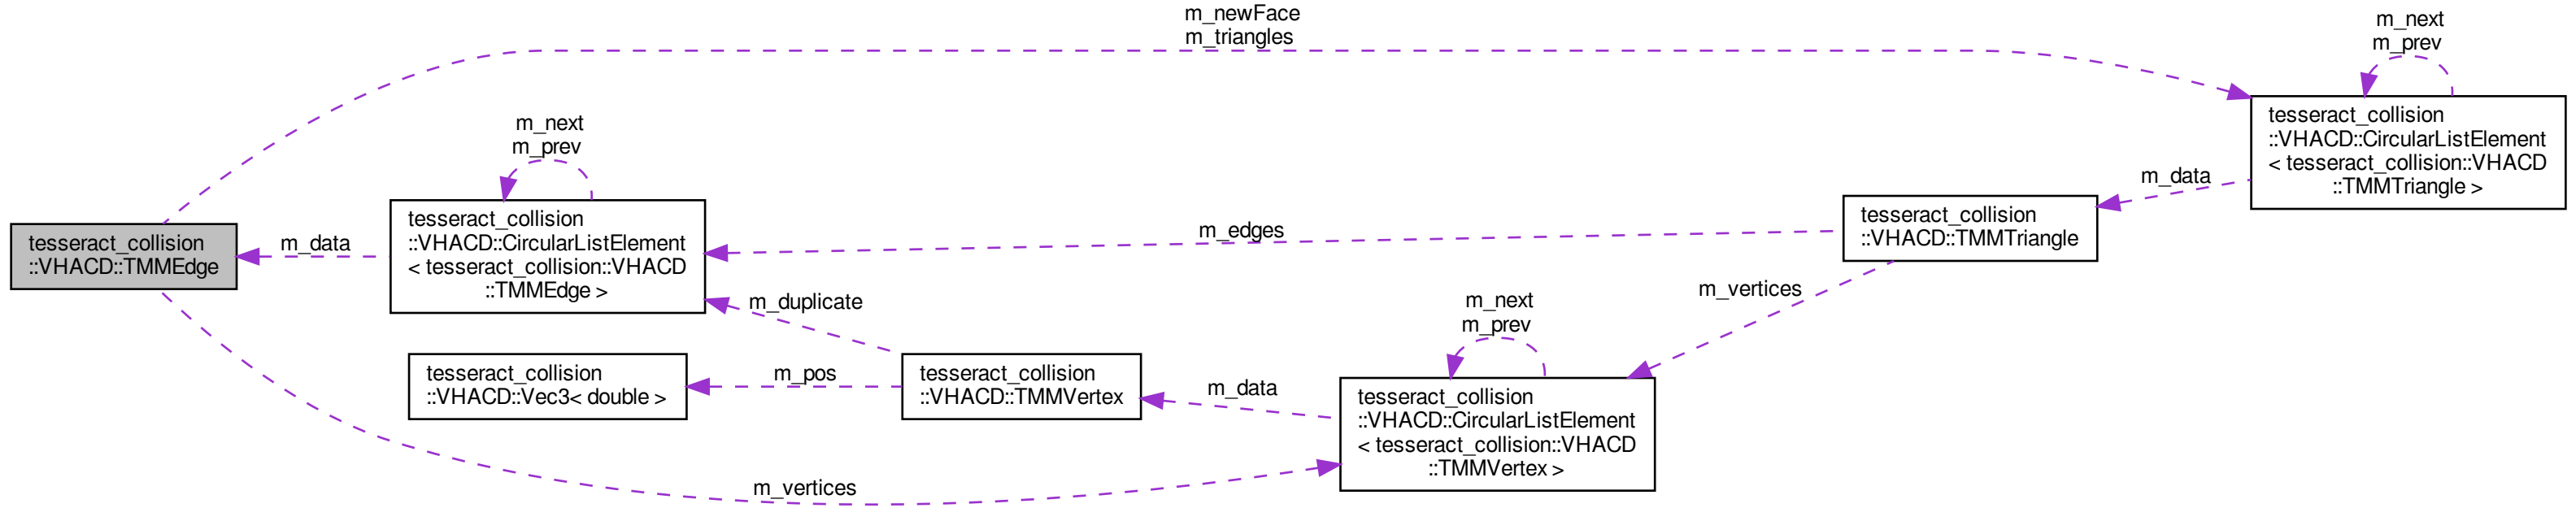 m_newFace
m_triangles
m_next
m_prev
tesseract_collision
::VHACD::CircularListElement
< tesseract_collision::VHACD
::TMMTriangle >
m_next
m_prev
m_data
tesseract_collision
::VHACD::TMMTriangle
tesseract_collision
::VHACD::CircularListElement
< tesseract_collision::VHACD
::TMMEdge >
m_edges
tesseract_collision
::VHACD::TMMEdge
m_data
m_duplicate
m_vertices
m_next
m_prev
tesseract_collision
::VHACD::Vec3< double >
m_pos
tesseract_collision
::VHACD::TMMVertex
m_data
tesseract_collision
::VHACD::CircularListElement
< tesseract_collision::VHACD
::TMMVertex >
m_vertices